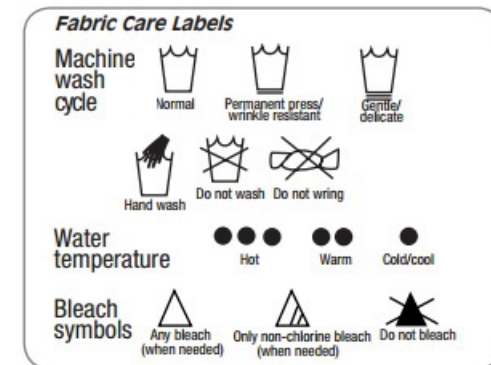 Fabric Care Labels
Machine
wash
cycle
Normal
Permanent press/
wrinkle resistant
Gentle/
delicate
Hand wash
Do not wash
Do not wring
Water
temperature
Hot
Warm
Cold/cool
Bleach
symbols
Any bleach
(when needed)
Only non-chlorine bleach
(when needed)
Do not bleach